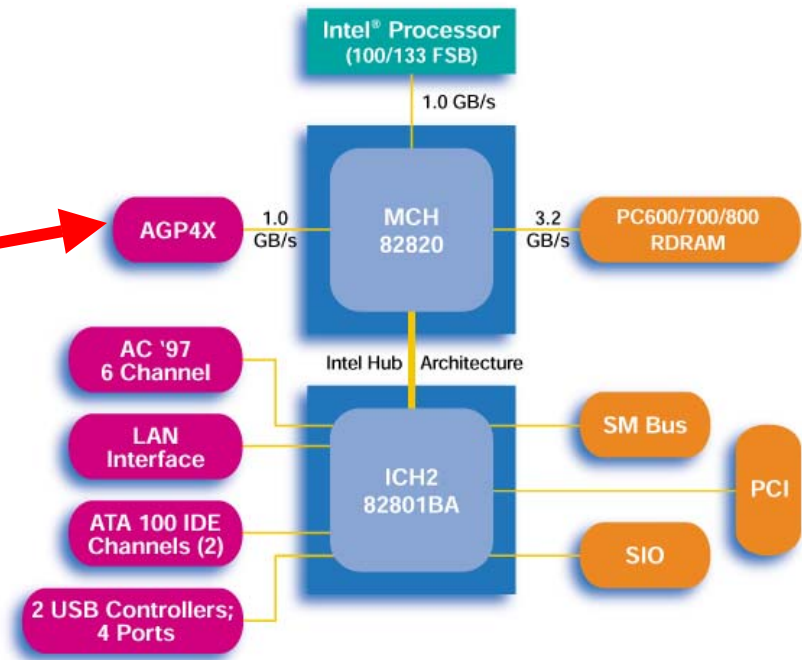 Intel® Processor
(100/133 FSB)
1.0 GB/s
AGP4X
1.0
GB/s
MCH
82820
3.2
GB/s
PC600/700/800
RDRAM
Intel Hub Architecture
AC '97
6 Channel
LAN
Interface
ATA 100 IDE
Channels (2)
2 USB Controllers;
4 Ports
ICH2
82801BA
SM Bus
PCI
SIO